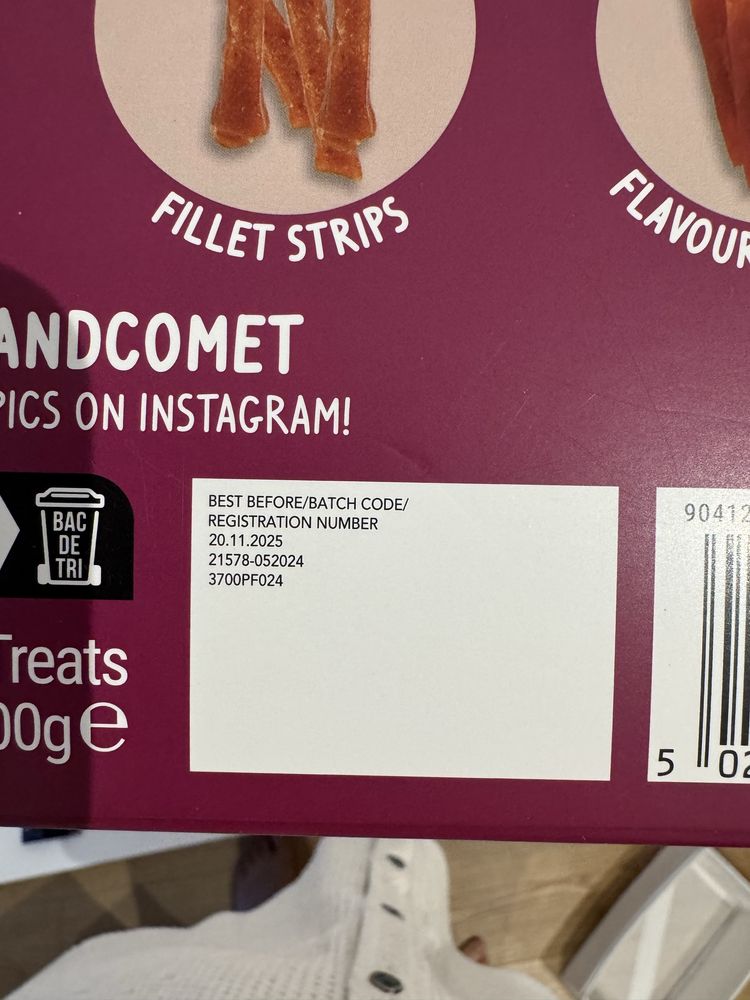 FILLET STRIPS
FLAVOUR
ANDCOMET
PICS ON INSTAGRAM!
BAC
DE
TRI
BEST BEFORE/BATCH CODE/
REGISTRATION NUMBER
20.11.2025
21578-052024
3700PF024
90412
Treats
00g e
5 02